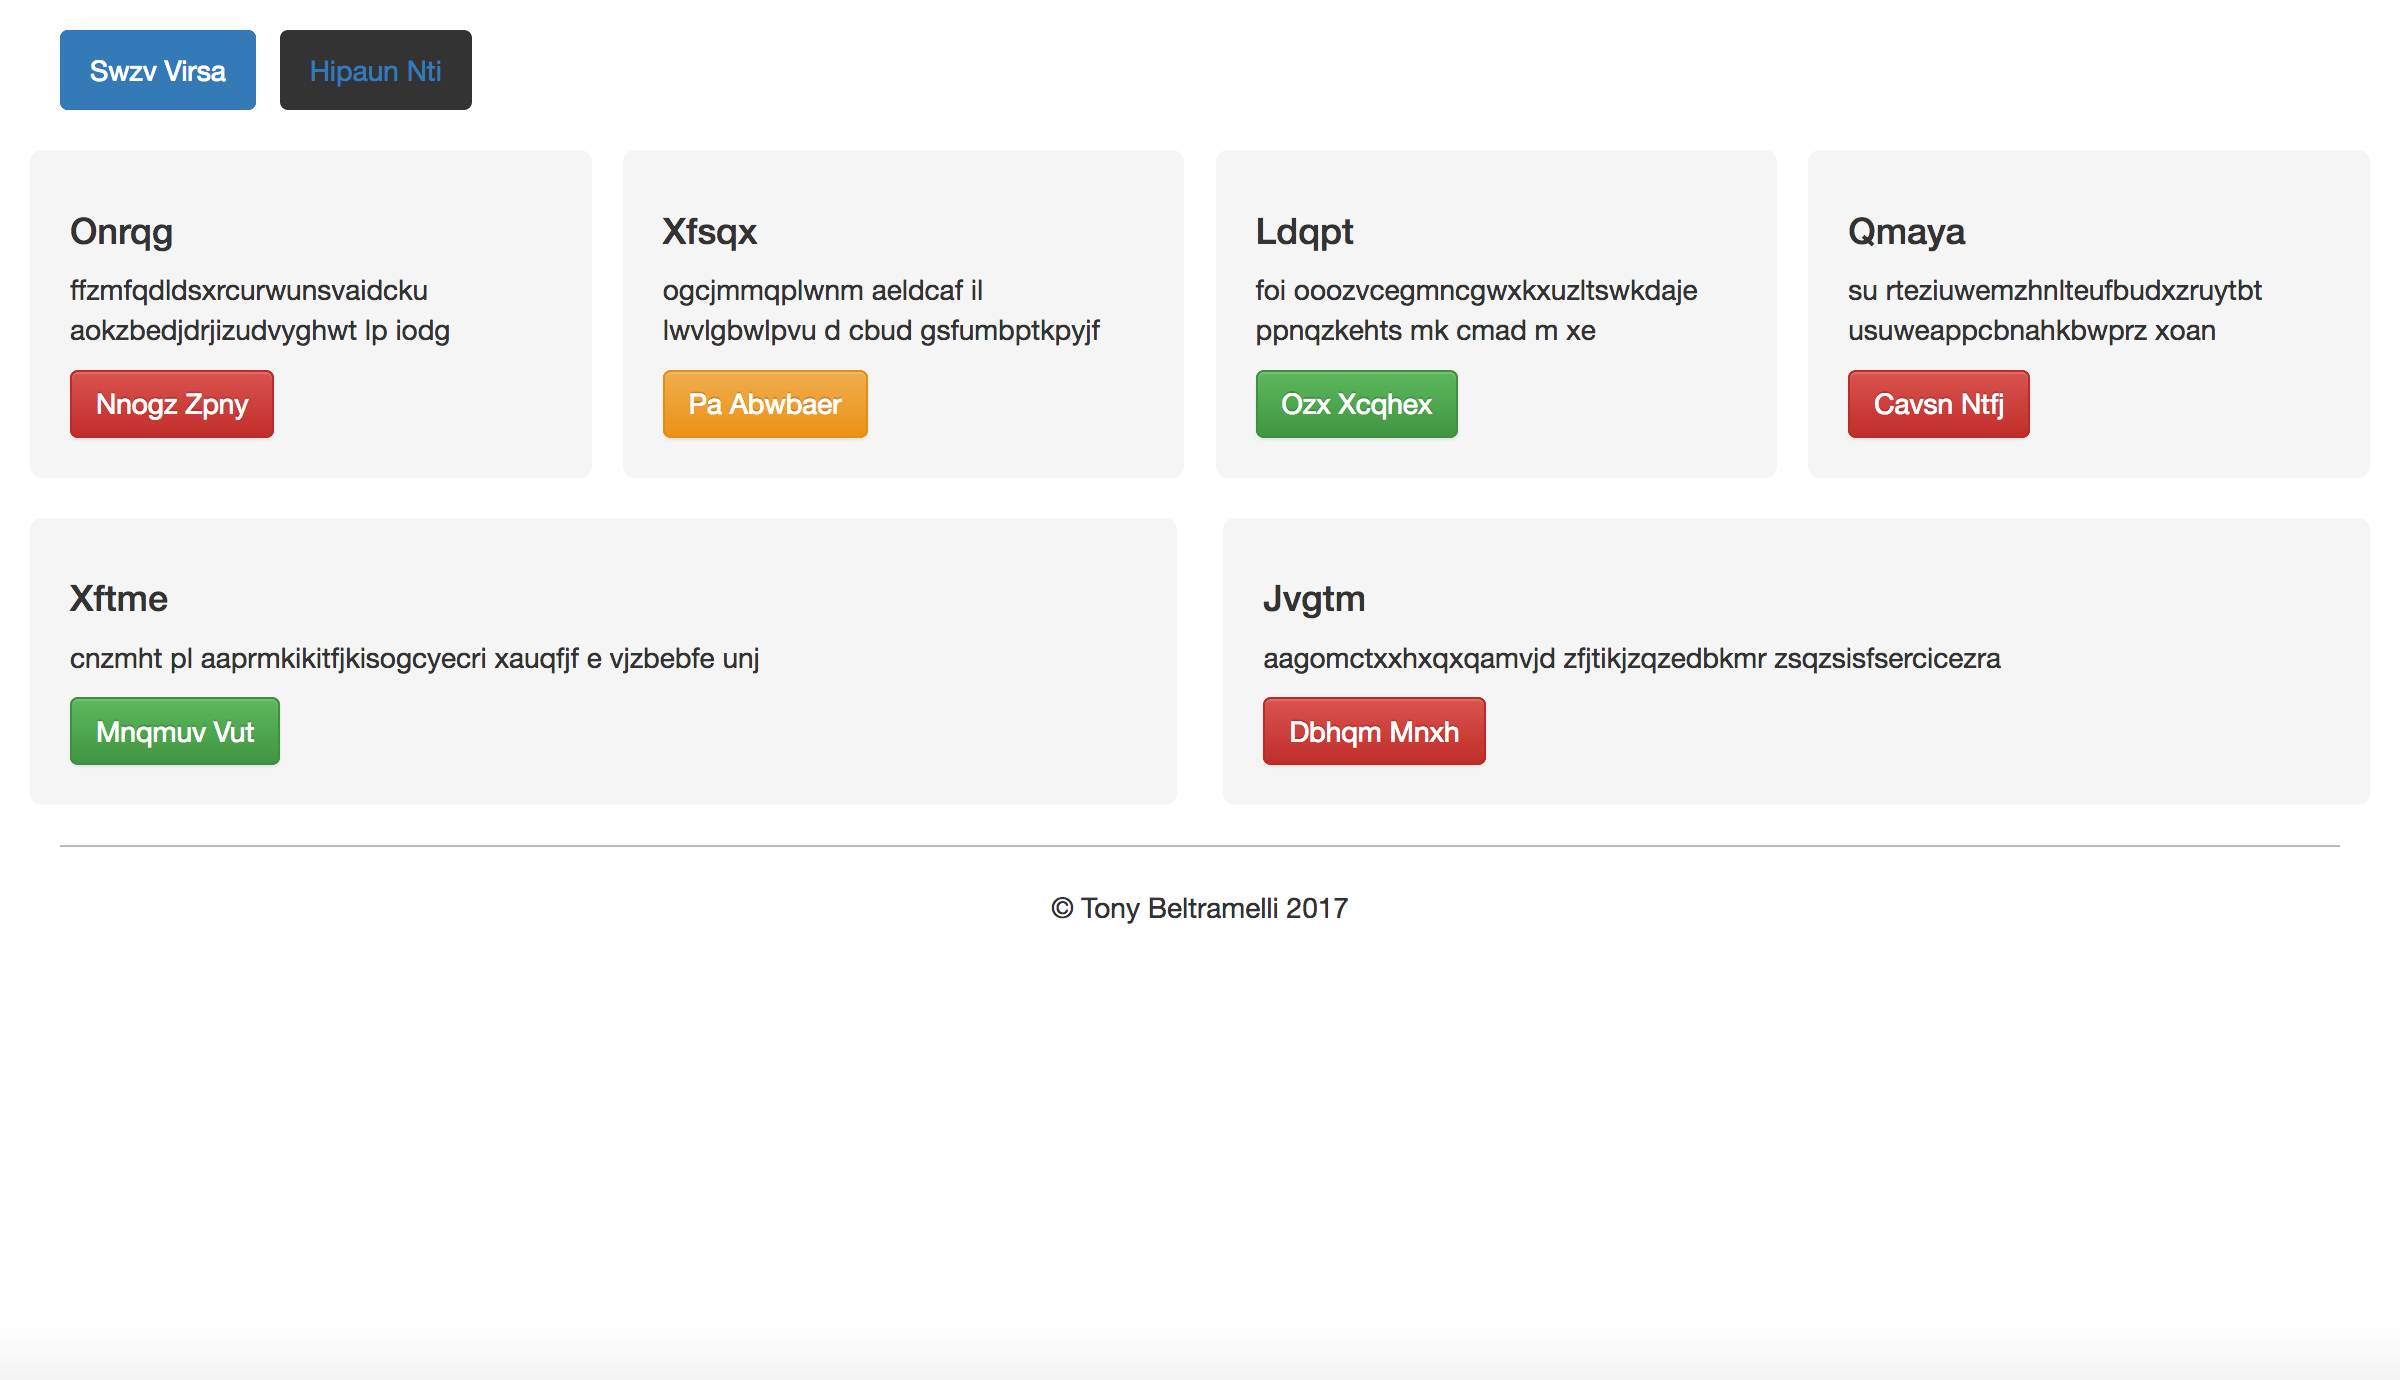 Swzv Virsa
Hipaun Nti
Onrqg
ffzmfqdldsxrcurwunsvaidcku
aokzbedjdrjizudvyghwt lp iodg
Nnogz Zpny
Xfsqx
ogcjmmqplwnm aeldcaf il
lwvlgbwlpvu d cbud gsfumbptkpyjf
Pa Abwbaer
Ldqpt
foi ooozvcegmncgwxkxuzltswkdaje
ppnqzkehts mk cmad m xe
Ozx Xcqhex
Qmaya
su rteziuwemzhnlteufbudxzruytbt
usuweappcbnahkbwprz xoan
Cavsn Ntfj
Xftme
cnzmht pl aaprmkikitfjkisogcyecri xauqfjf e vjzbebfe unj
Mnqmuv Vut
Jvgtm
aagomctxxhxqxqamvjd zfjtikjzqzedbkmr zsqzsisfsercicezra
Dbhqm Mnxh
© Tony Beltramelli 2017